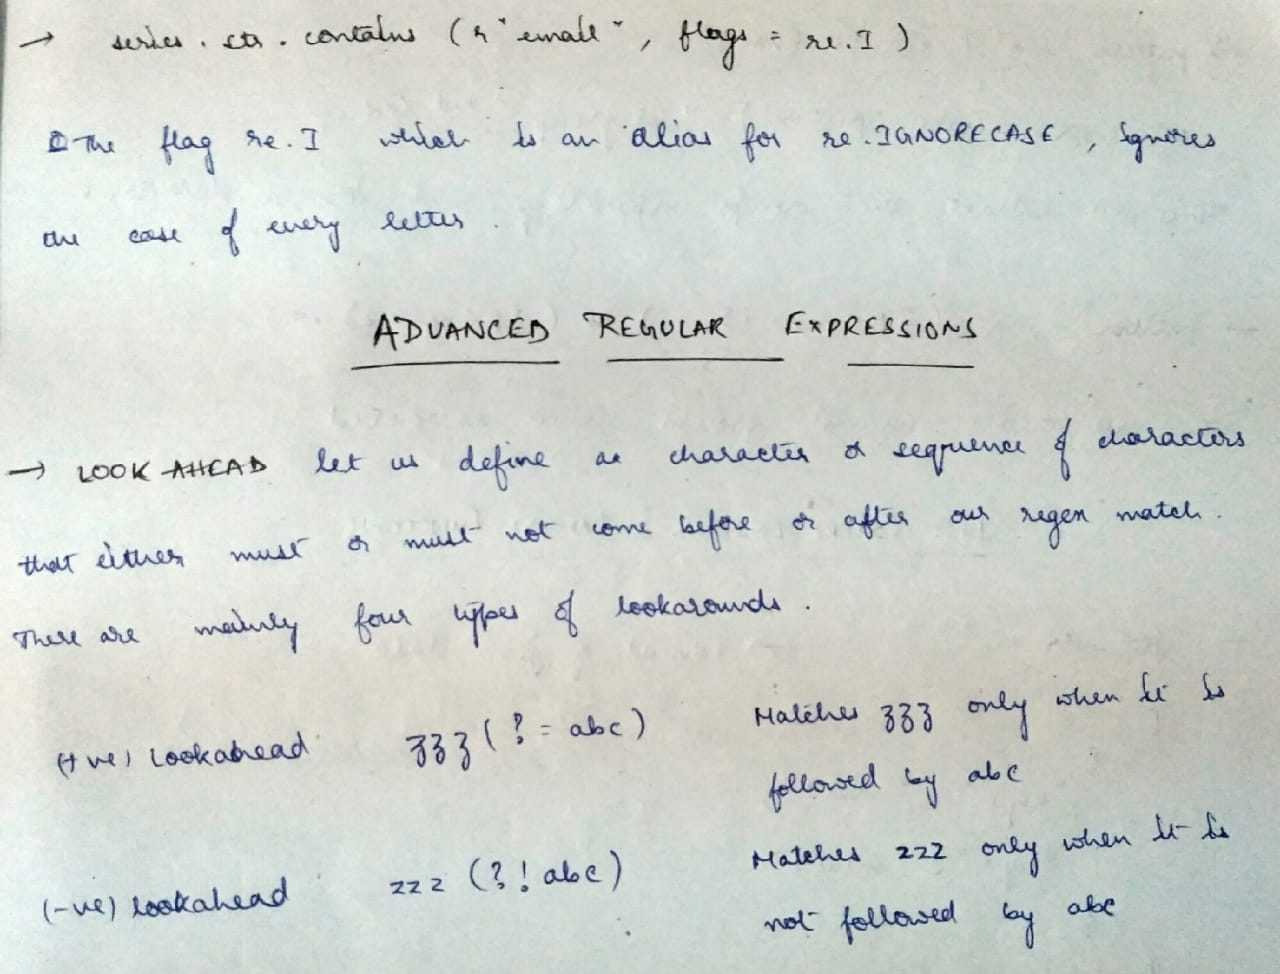 → series.str.contains (r"email", flags = re.I)
The flag re.I which is an alias for re.IGNORECASE, ignores
the case of every letter.
ADVANCED REGULAR EXPRESSIONS
→ LOOK AHEAD let us define a character or sequence of characters
that either must or must not come before or after our regex match.
There are mainly four types of lookarounds.
(+ve) Lookahead zzz(?=abc) Matches zzz only when it is
followed by abc
(-ve) Lookahead zzz (?!abc) Matches zzz only when it is
not followed by abc